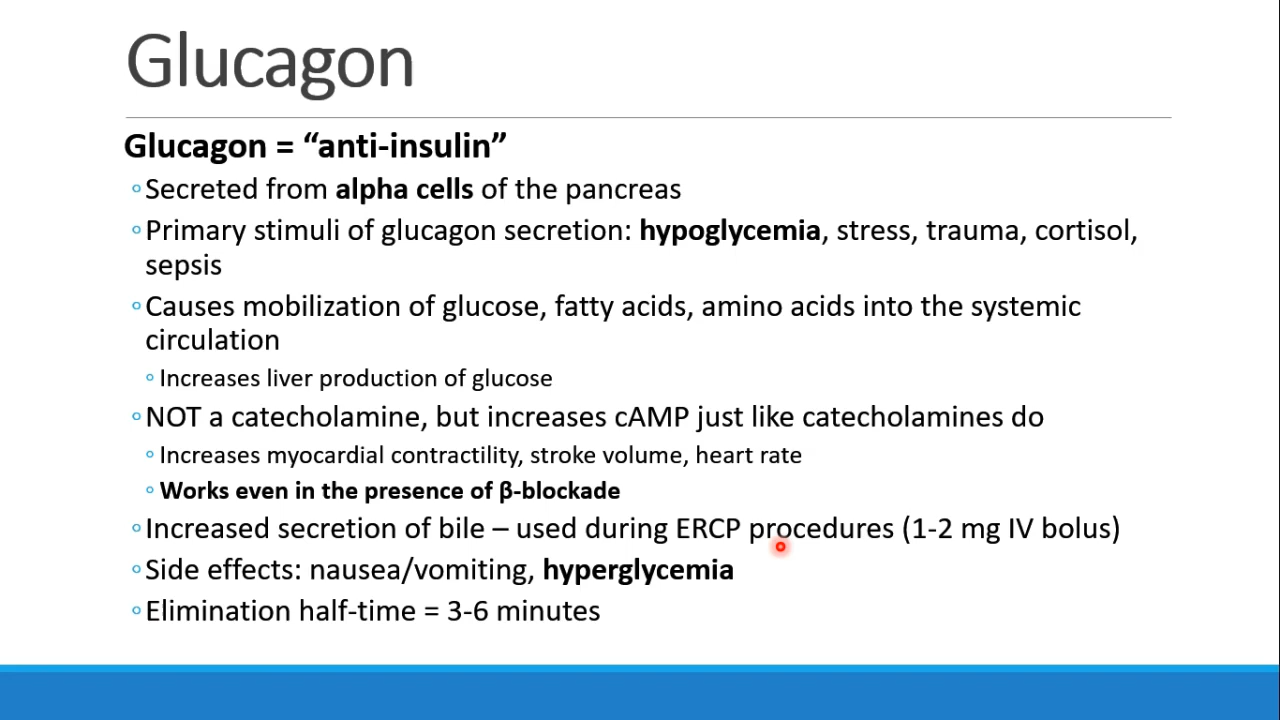 Glucagon
Glucagon = “anti-insulin”
◦Secreted from alpha cells of the pancreas
◦Primary stimuli of glucagon secretion: hypoglycemia, stress, trauma, cortisol,
sepsis
◦Causes mobilization of glucose, fatty acids, amino acids into the systemic
circulation
◦Increases liver production of glucose
◦NOT a catecholamine, but increases cAMP just like catecholamines do
◦Increases myocardial contractility, stroke volume, heart rate
◦Works even in the presence of β-blockade
◦Increased secretion of bile – used during ERCP procedures (1-2 mg IV bolus)
◦Side effects: nausea/vomiting, hyperglycemia
◦Elimination half-time = 3-6 minutes